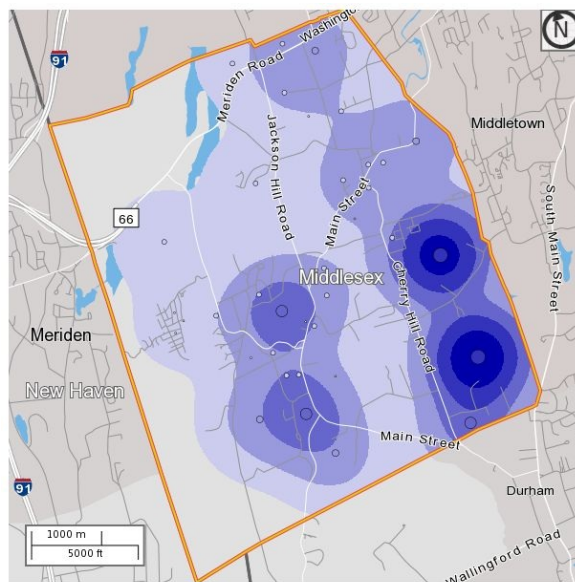 N
91
Washing
Meriden Road
Middletown
Jackson Hill Road
Main Street
66
South Main Street
Middlesex
Cherry Hill Road
Meriden
New Haven
Main Street
91
Durham
1000 m
5000 ft
Wallingford Road